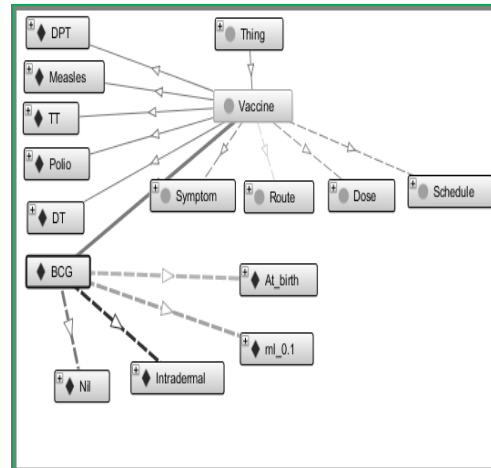 DPT
Thing
Measles
Vaccine
TT
Polio
Symptom
Route
Dose
Schedule
DT
BCG
At_birth
ml_0.1
Intradermal
Nil